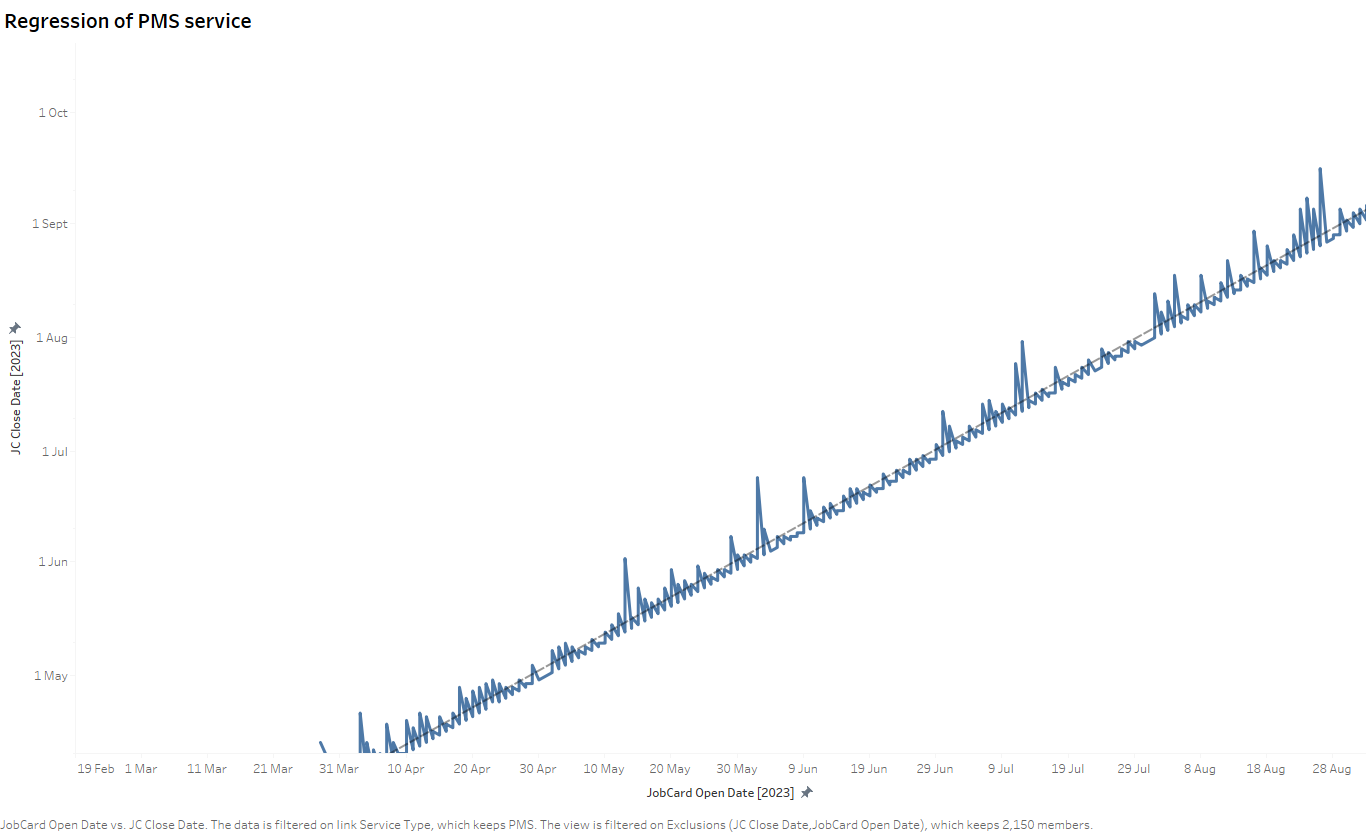 Regression of PMS service
1 Oct
1 Sept
1 Aug
1 Jul
1 Jun
1 May
JC Close Date [2023]
19 Feb 1 Mar 11 Mar 21 Mar 31 Mar 10 Apr 20 Apr 30 Apr 10 May 20 May 30 May 9 Jun 19 Jun 29 Jun 9 Jul 19 Jul 29 Jul 8 Aug 18 Aug 28 Aug
JobCard Open Date [2023]
JobCard Open Date vs. JC Close Date. The data is filtered on link Service Type, which keeps PMS. The view is filtered on Exclusions (JC Close Date,JobCard Open Date), which keeps 2,150 members.